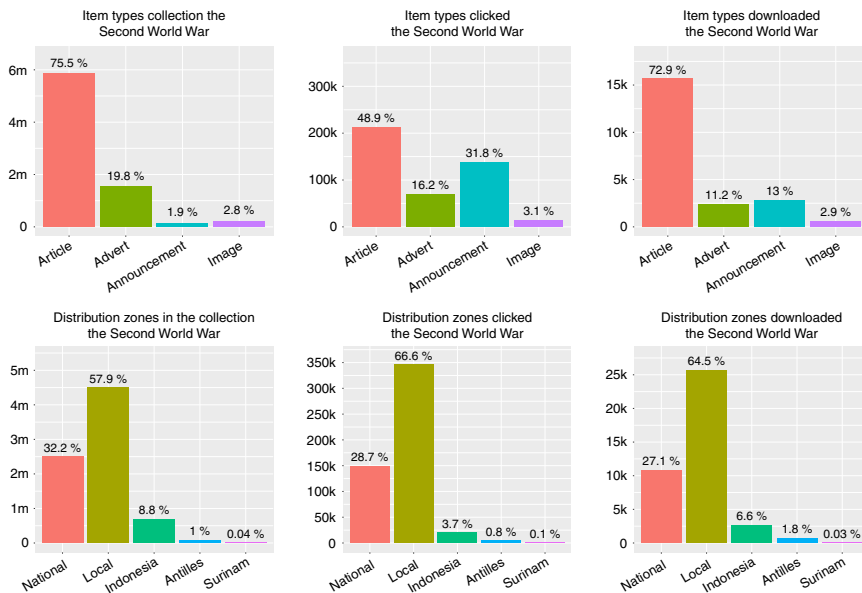 Item types collection the
Second World War
6m
4m
2m
0
75.5 %
19.8 %
1.9 %
2.8 %
Article
Advert
Announcement
Image
Item types clicked
the Second World War
300k
200k
100k
0
48.9 %
16.2 %
31.8 %
3.1 %
Article
Advert
Announcement
Image
Item types downloaded
the Second World War
15k
10k
5k
0
72.9 %
11.2 %
13 %
2.9 %
Article
Advert
Announcement
Image
Distribution zones in the collection
the Second World War
5m
4m
3m
2m
1m
0
32.2 %
57.9 %
8.8 %
1 %
0.04 %
National
Local
Indonesia
Antilles
Surinam
Distribution zones clicked
the Second World War
350k
300k
250k
200k
150k
100k
50k
0
28.7 %
66.6 %
3.7 %
0.8 %
0.1 %
National
Local
Indonesia
Antilles
Surinam
Distribution zones downloaded
the Second World War
25k
20k
15k
10k
5k
0
27.1 %
64.5 %
6.6 %
1.8 %
0.03 %
National
Local
Indonesia
Antilles
Surinam